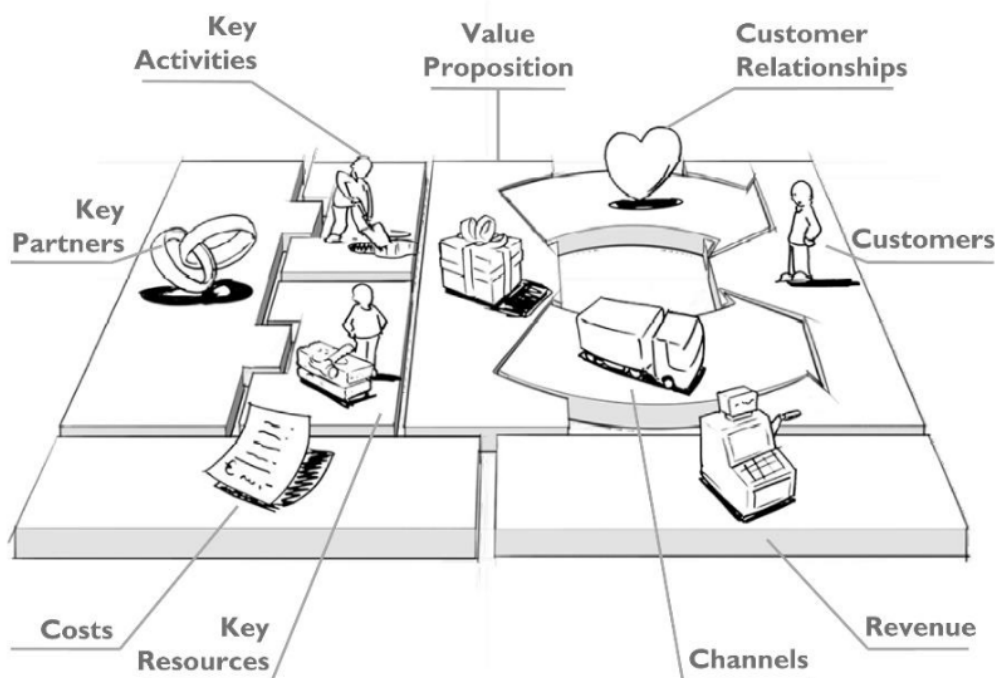 Key
Activities
Value
Proposition
Customer
Relationships
Key
Partners
Customers
Costs
Key
Resources
Channels
Revenue